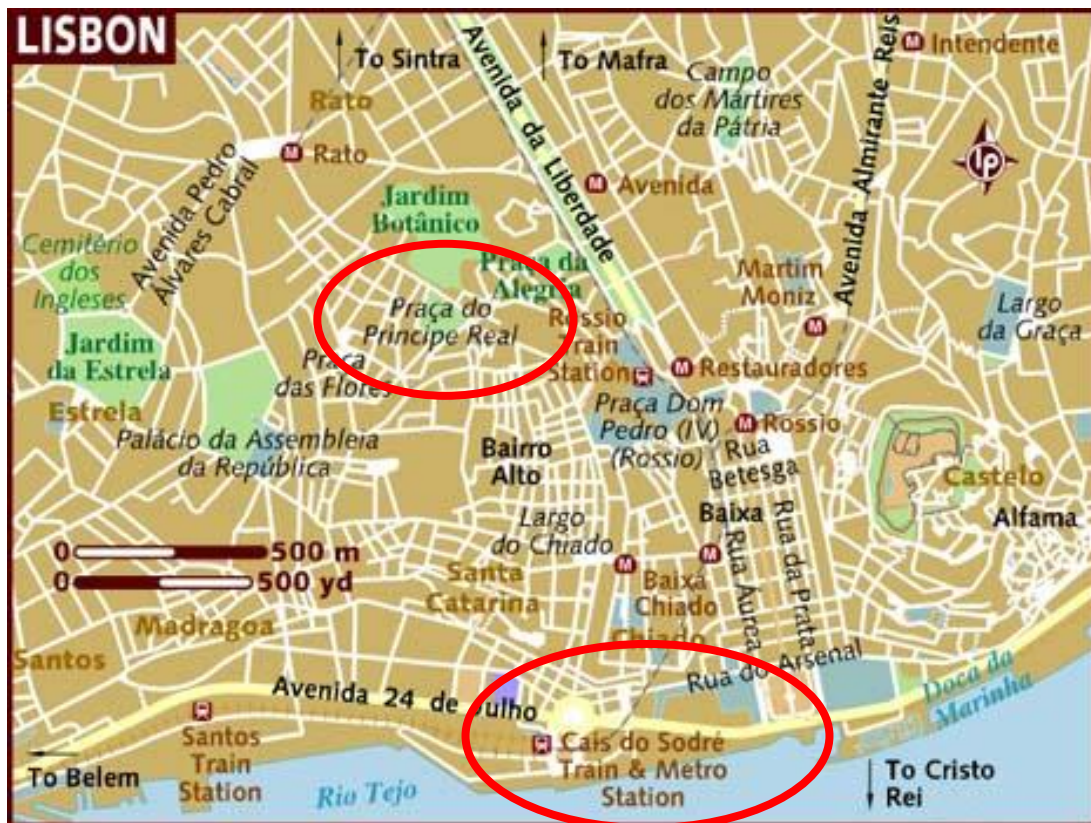 LISBON
To Sintra
To Mafra
Intendente
Campo
dos Mártires
da Pátria
Avenida da Liberdade
Avenida Almirante Reis
Rato
Rato
Avenida
lp
Avenida Pedro
Álvares Cabral
Jardim
Botânico
Cemitério
dos
Ingleses
Praça da
Alegria
Martim
Moniz
Largo
da Graça
Praça do
Principe Real
Rossio
Train
Station
Jardim
da Estrela
Praça
das Flores
Restauradores
Estrela
Praça Dom
Pedro (IV)
(Rossio)
Rossio
Palácio da Assembleia
da República
Bairro
Alto
Rua
Betesga
Castelo
Largo
do Chiado
Baixa
Alfama
0 500 m
0 500 yd
Santa
Catarina
Baixa
Chiado
Rua Áurea
Rua da Prata
Madragoa
Chiado
Santos
Rua do Arsenal
Avenida 24 de Julho
Doca da
Marinha
Santos
Train
Station
Cais do Sodré
Train & Metro
Station
To Belem
Rio Tejo
To Cristo
Rei
M
M
M
M
M
M
M
M